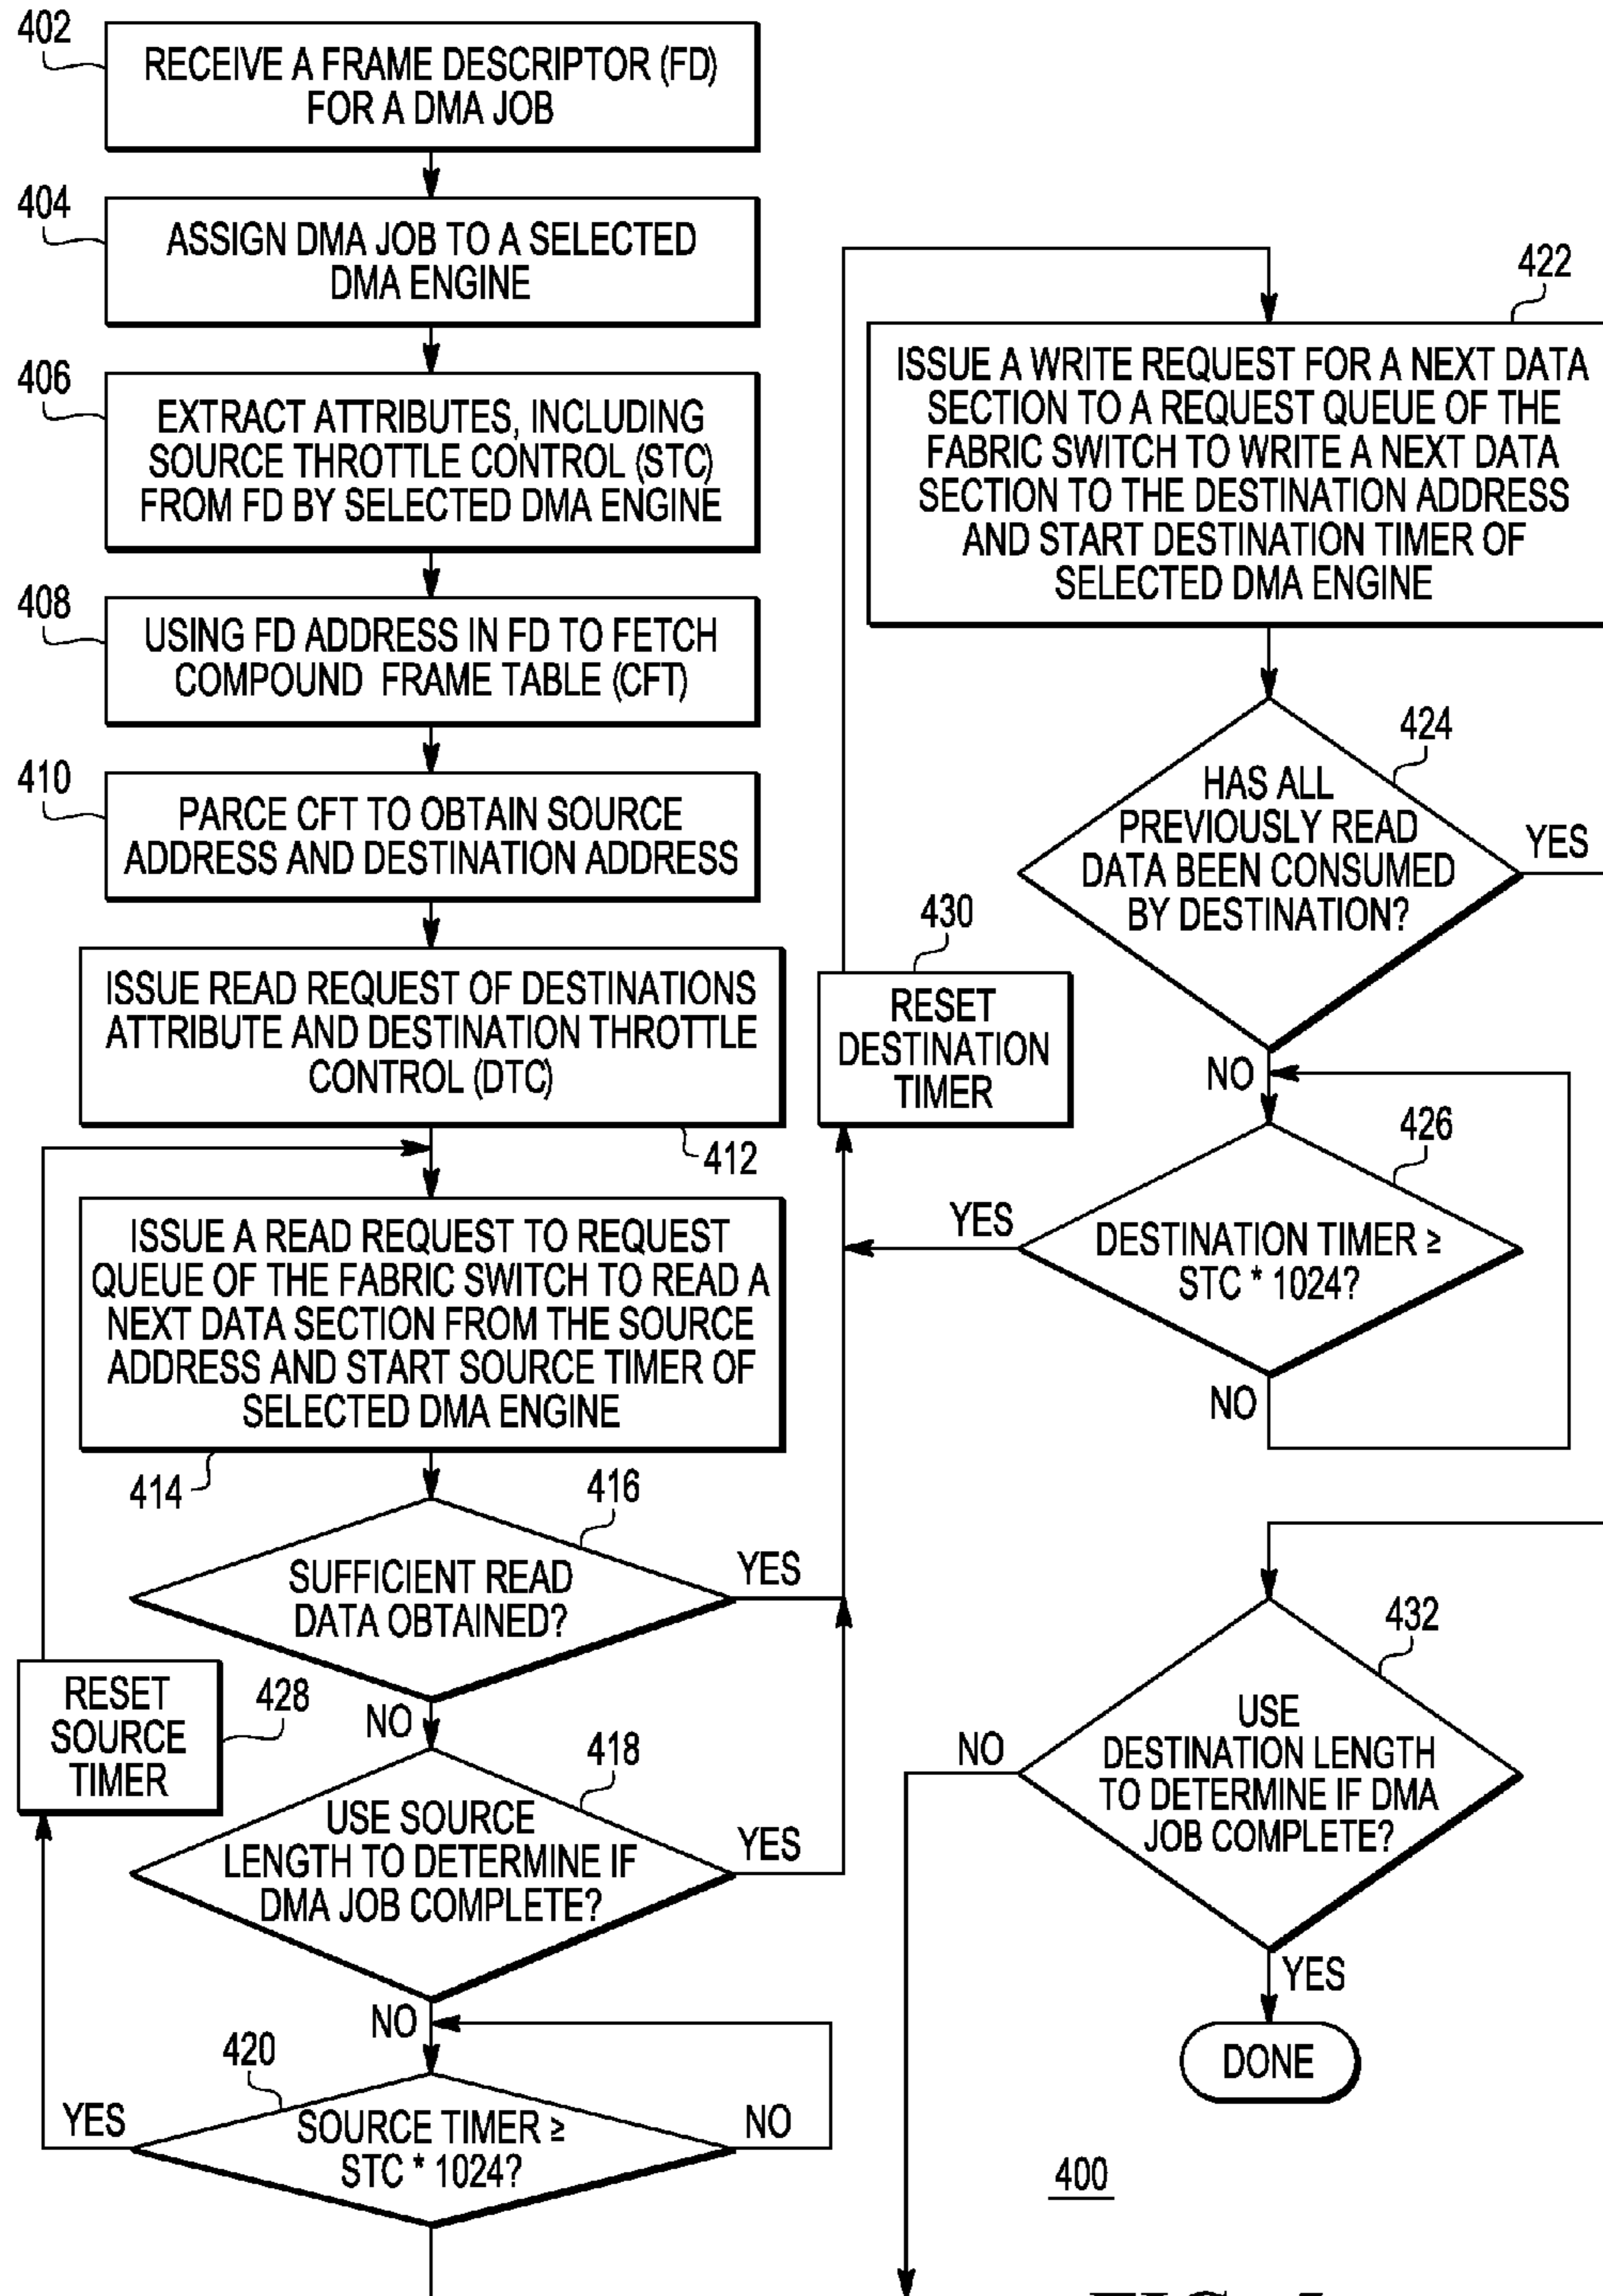 402
RECEIVE A FRAME DESCRIPTOR (FD)
FOR A DMA JOB
404
ASSIGN DMA JOB TO A SELECTED
DMA ENGINE
406
EXTRACT ATTRIBUTES, INCLUDING
SOURCE THROTTLE CONTROL (STC)
FROM FD BY SELECTED DMA ENGINE
408
USING FD ADDRESS IN FD TO FETCH
COMPOUND FRAME TABLE (CFT)
410
PARCE CFT TO OBTAIN SOURCE
ADDRESS AND DESTINATION ADDRESS
ISSUE READ REQUEST OF DESTINATIONS
ATTRIBUTE AND DESTINATION THROTTLE
CONTROL (DTC)
412
ISSUE A READ REQUEST TO REQUEST
QUEUE OF THE FABRIC SWITCH TO READ A
NEXT DATA SECTION FROM THE SOURCE
ADDRESS AND START SOURCE TIMER OF
SELECTED DMA ENGINE
414
416
SUFFICIENT READ
DATA OBTAINED?
YES
NO
RESET
SOURCE
TIMER
428
418
USE SOURCE
LENGTH TO DETERMINE IF
DMA JOB COMPLETE?
YES
NO
420
SOURCE TIMER ≥
STC * 1024?
YES
NO
422
ISSUE A WRITE REQUEST FOR A NEXT DATA
SECTION TO A REQUEST QUEUE OF THE
FABRIC SWITCH TO WRITE A NEXT DATA
SECTION TO THE DESTINATION ADDRESS
AND START DESTINATION TIMER OF
SELECTED DMA ENGINE
424
HAS ALL
PREVIOUSLY READ
DATA BEEN CONSUMED
BY DESTINATION?
YES
NO
430
RESET
DESTINATION
TIMER
426
DESTINATION TIMER ≥
STC * 1024?
YES
NO
432
USE
DESTINATION LENGTH
TO DETERMINE IF DMA
JOB COMPLETE?
NO
YES
DONE
400